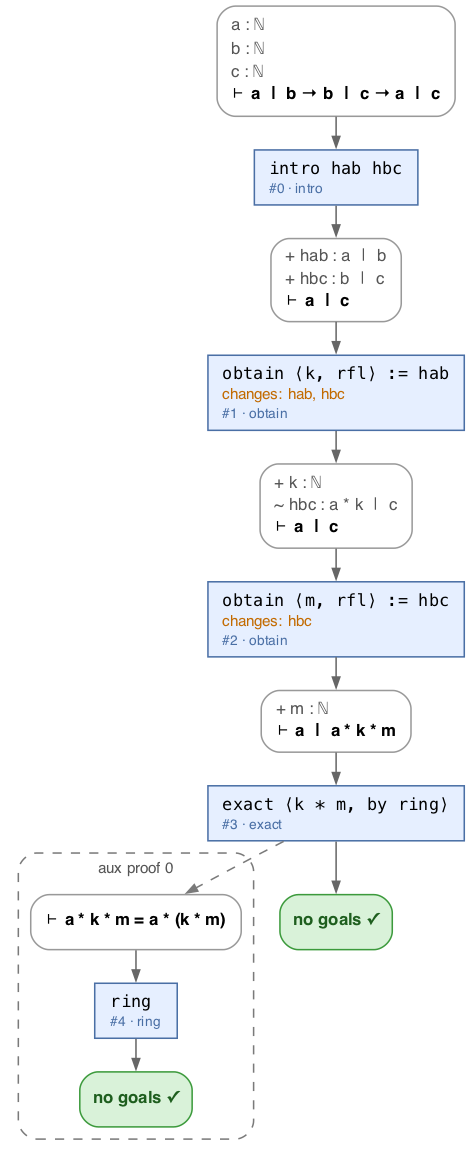 a : ℕ
b : ℕ
c : ℕ
⊢ a ∣ b → b ∣ c → a ∣ c
intro hab hbc
#0 · intro
+ hab : a ∣ b
+ hbc : b ∣ c
⊢ a ∣ c
obtain ⟨k, rfl⟩ := hab
changes: hab, hbc
#1 · obtain
+ k : ℕ
~ hbc : a * k ∣ c
⊢ a ∣ c
obtain ⟨m, rfl⟩ := hbc
changes: hbc
#2 · obtain
+ m : ℕ
⊢ a ∣ a * k * m
exact ⟨k * m, by ring⟩
#3 · exact
aux proof 0
⊢ a * k * m = a * (k * m)
no goals ✓
ring
#4 · ring
no goals ✓